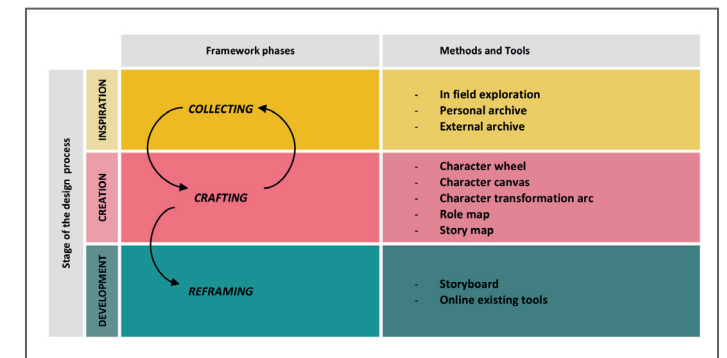 Framework phases
Methods and Tools
Stage of the design process
INSPIRATION
COLLECTING
- In field exploration
- Personal archive
- External archive
CREATION
CRAFTING
- Character wheel
- Character canvas
- Character transformation arc
- Role map
- Story map
DEVELOPMENT
REFRAMING
- Storyboard
- Online existing tools